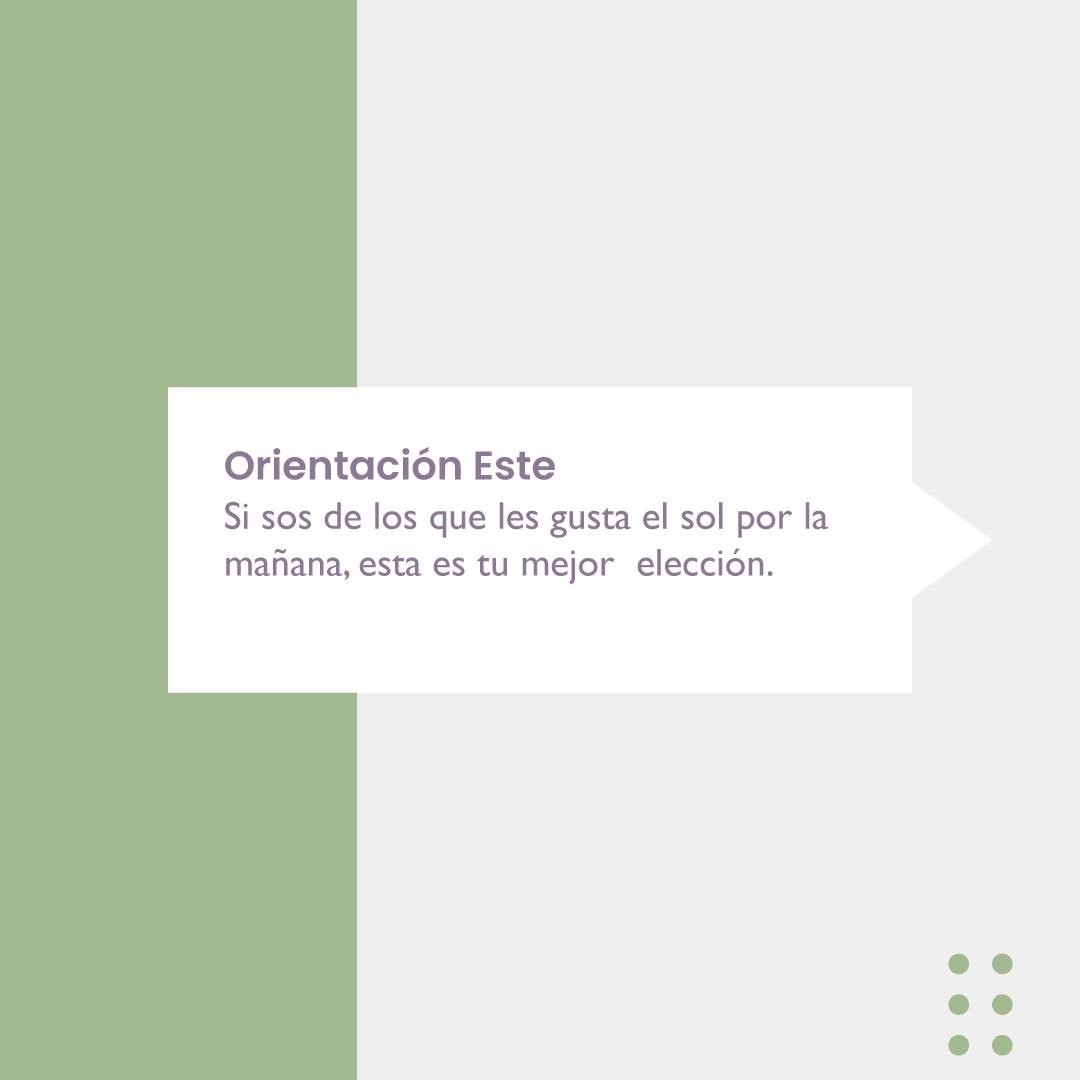 Orientación Este
Si sos de los que les gusta el sol por la
mañana, esta es tu mejor  elección.